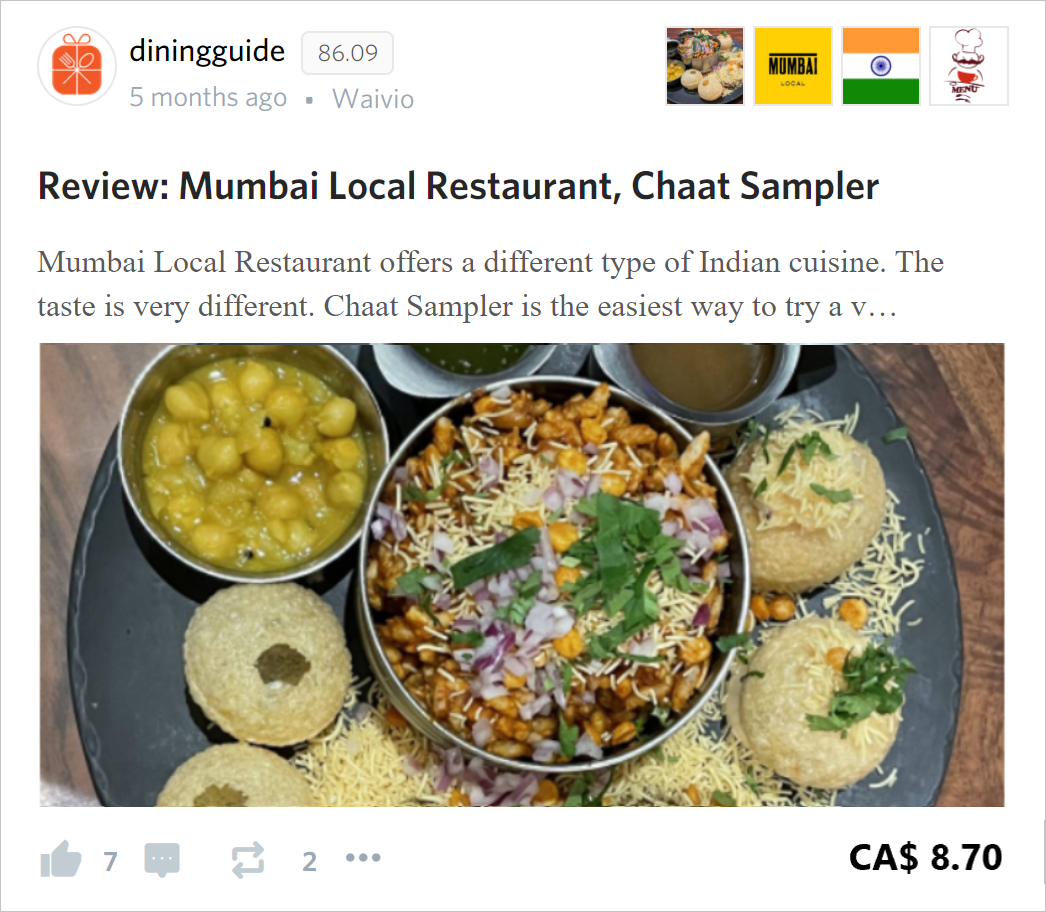 diningguide 86.09
5 months ago • Waivio
MUMBAI
LOCAL
MENU
Review: Mumbai Local Restaurant, Chaat Sampler
Mumbai Local Restaurant offers a different type of Indian cuisine. The
taste is very different. Chaat Sampler is the easiest way to try a v…
7 2 CA$ 8.70